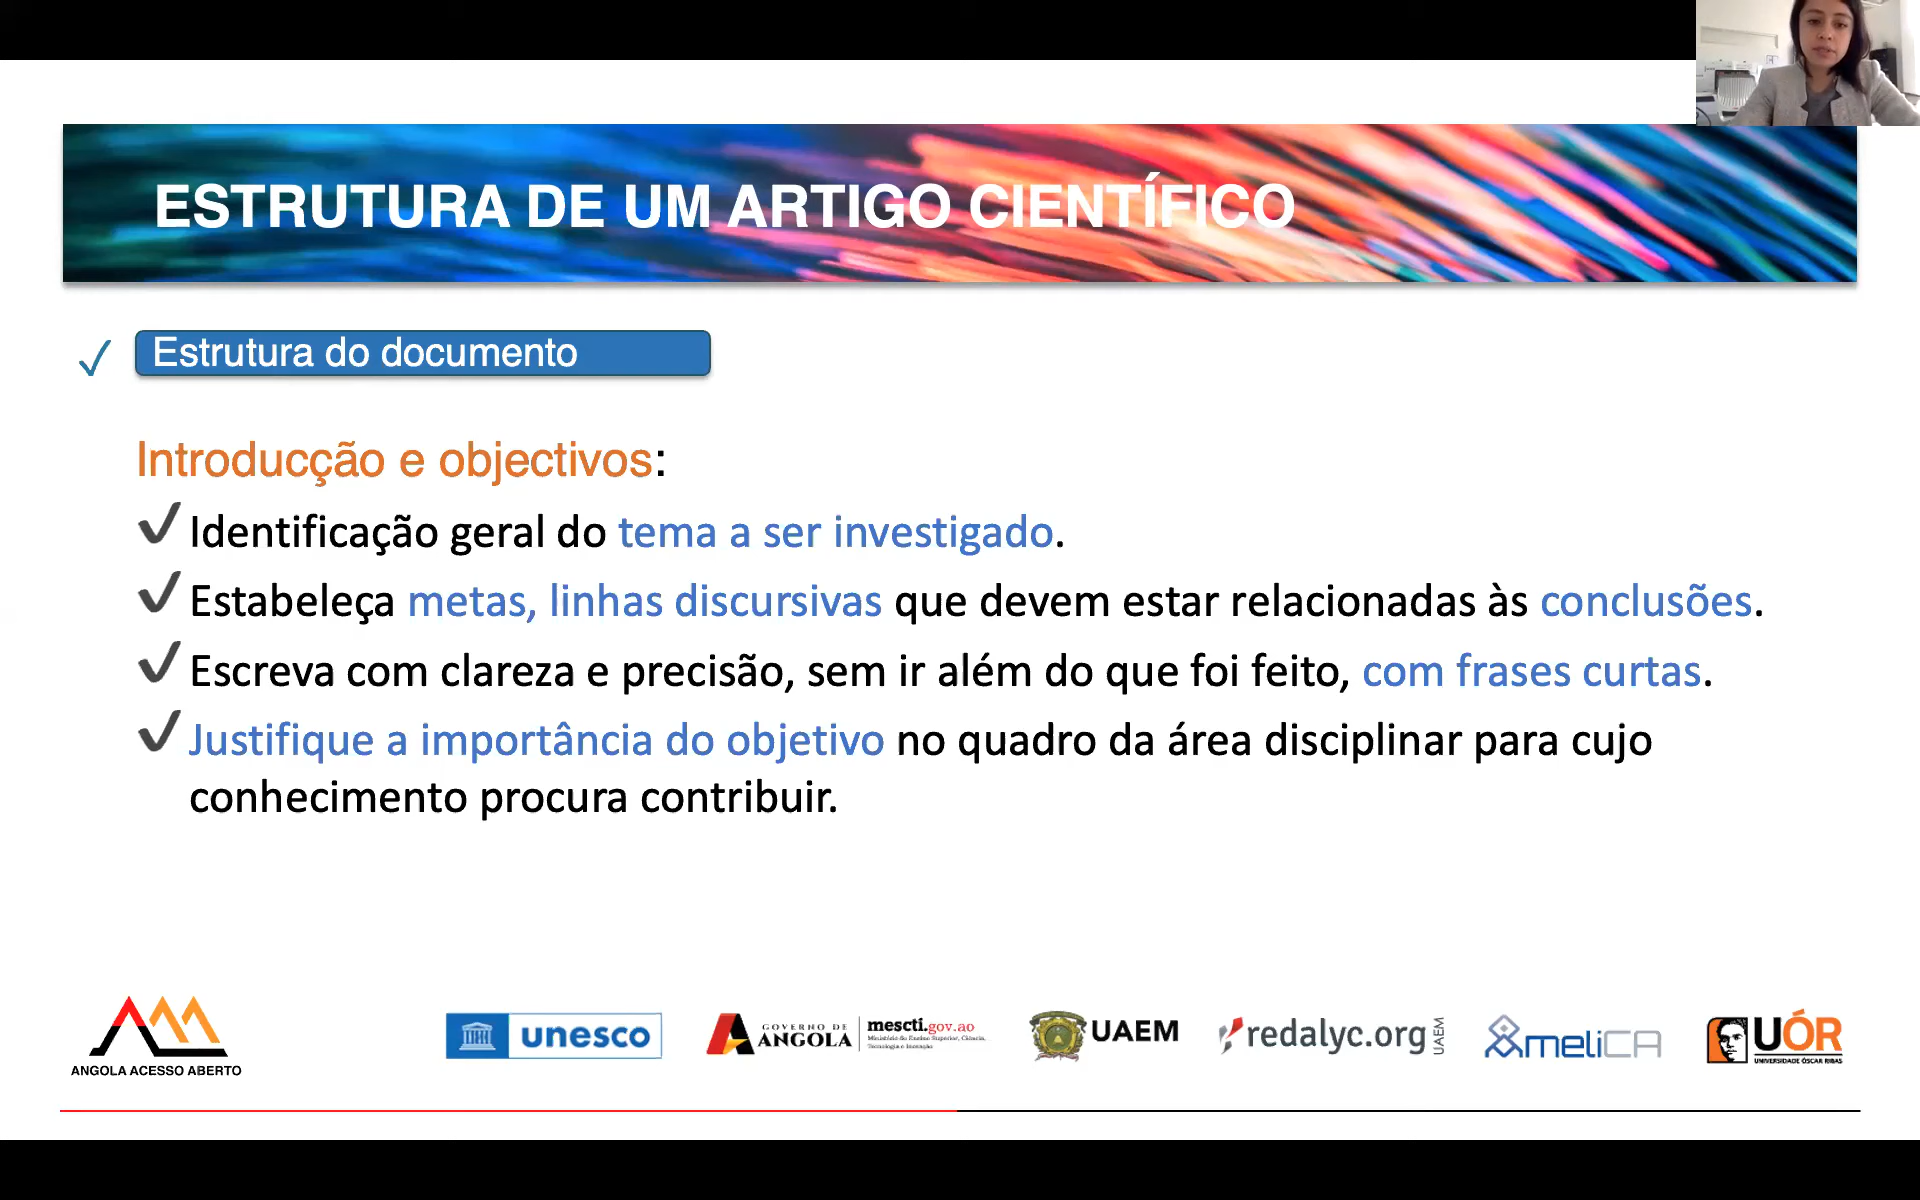 ESTRUTURA DE UM ARTIGO CIENTÍFICO
Estrutura do documento
Introducção e objectivos:
Identificação geral do tema a ser investigado.
Estabeleça metas, linhas discursivas que devem estar relacionadas às conclusões.
Escreva com clareza e precisão, sem ir além do que foi feito, com frases curtas.
Justifique a importância do objetivo no quadro da área disciplinar para cujo
conhecimento procura contribuir.
ANGOLA ACESSO ABERTO
unesco
GOVERNO DE
ANGOLA
mescti.gov.ao
Ministério do Ensino Superior, Ciência,
Tecnologia e Inovação
UAEM
redalyc.org
UAEM
ameliCA
UÓR
UNIVERSIDADE ÓSCAR RIBAS